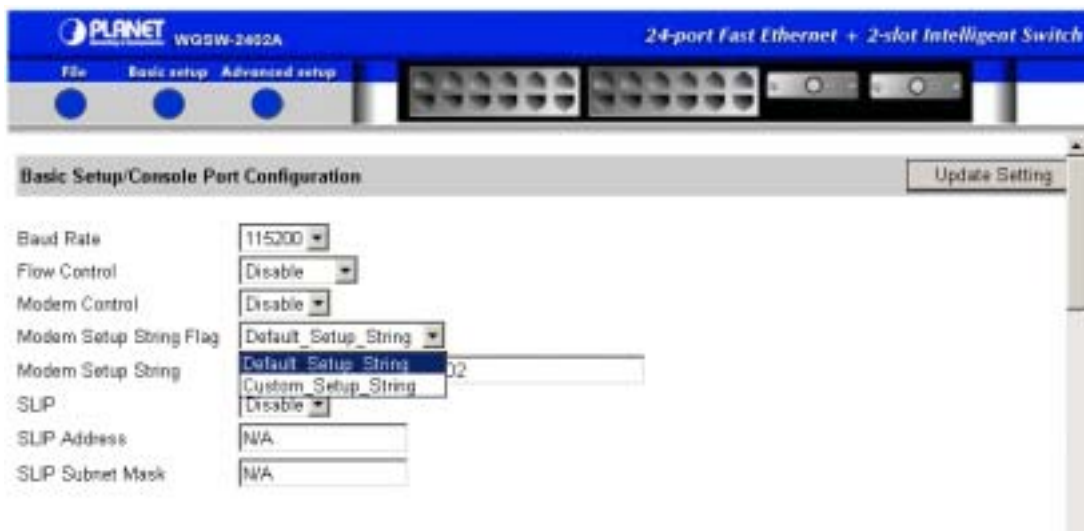 PLANET WGSW-2402A
24-port Fast Ethernet + 2-slot Intelligent Switch
File Basic setup Advanced setup
Basic Setup/Console Port Configuration
Update Setting
Baud Rate 115200
Flow Control Disable
Modem Control Disable
Modem Setup String Flag Default_Setup_String
Default_Setup_String
Modem Setup String 02
Custom_Setup_String
SLIP Disable
SLIP Address N/A
SLIP Subnet Mask N/A